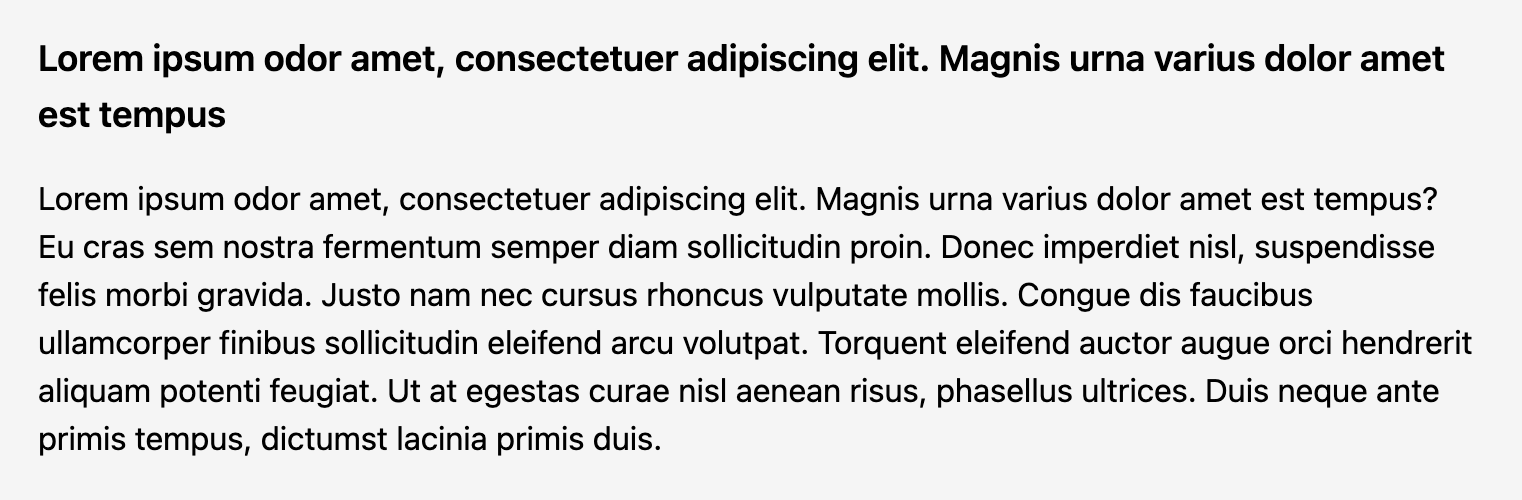 Lorem ipsum odor amet, consectetuer adipiscing elit. Magnis urna varius dolor amet
est tempus
Lorem ipsum odor amet, consectetuer adipiscing elit. Magnis urna varius dolor amet est tempus?
Eu cras sem nostra fermentum semper diam sollicitudin proin. Donec imperdiet nisl, suspendisse
felis morbi gravida. Justo nam nec cursus rhoncus vulputate mollis. Congue dis faucibus
ullamcorper finibus sollicitudin eleifend arcu volutpat. Torquent eleifend auctor augue orci hendrerit
aliquam potenti feugiat. Ut at egestas curae nisl aenean risus, phasellus ultrices. Duis neque ante
primis tempus, dictumst lacinia primis duis.